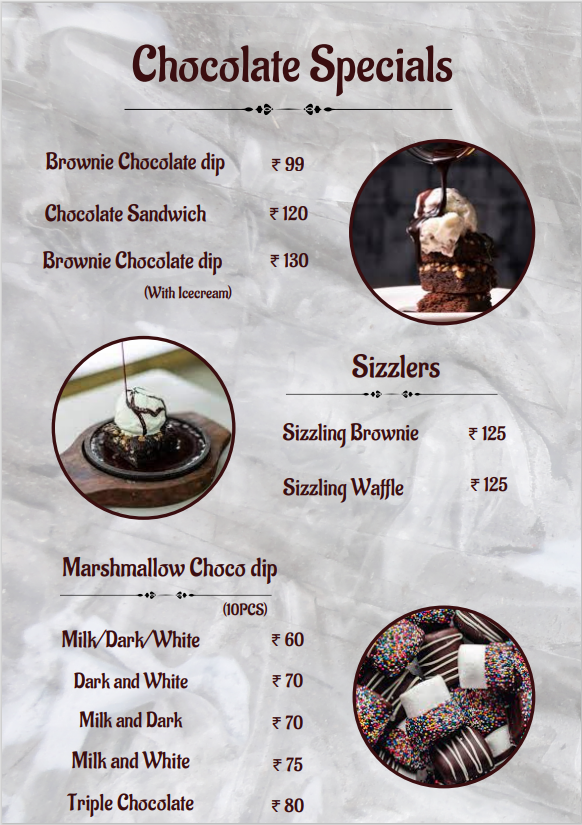 Chocolate Specials
Brownie Chocolate dip ₹ 99
Chocolate Sandwich ₹ 120
Brownie Chocolate dip ₹ 130
(With Icecream)
Sizzlers
Sizzling Brownie ₹ 125
Sizzling Waffle ₹ 125
Marshmallow Choco dip
(10PCS)
Milk/Dark/White ₹ 60
Dark and White ₹ 70
Milk and Dark ₹ 70
Milk and White ₹ 75
Triple Chocolate ₹ 80